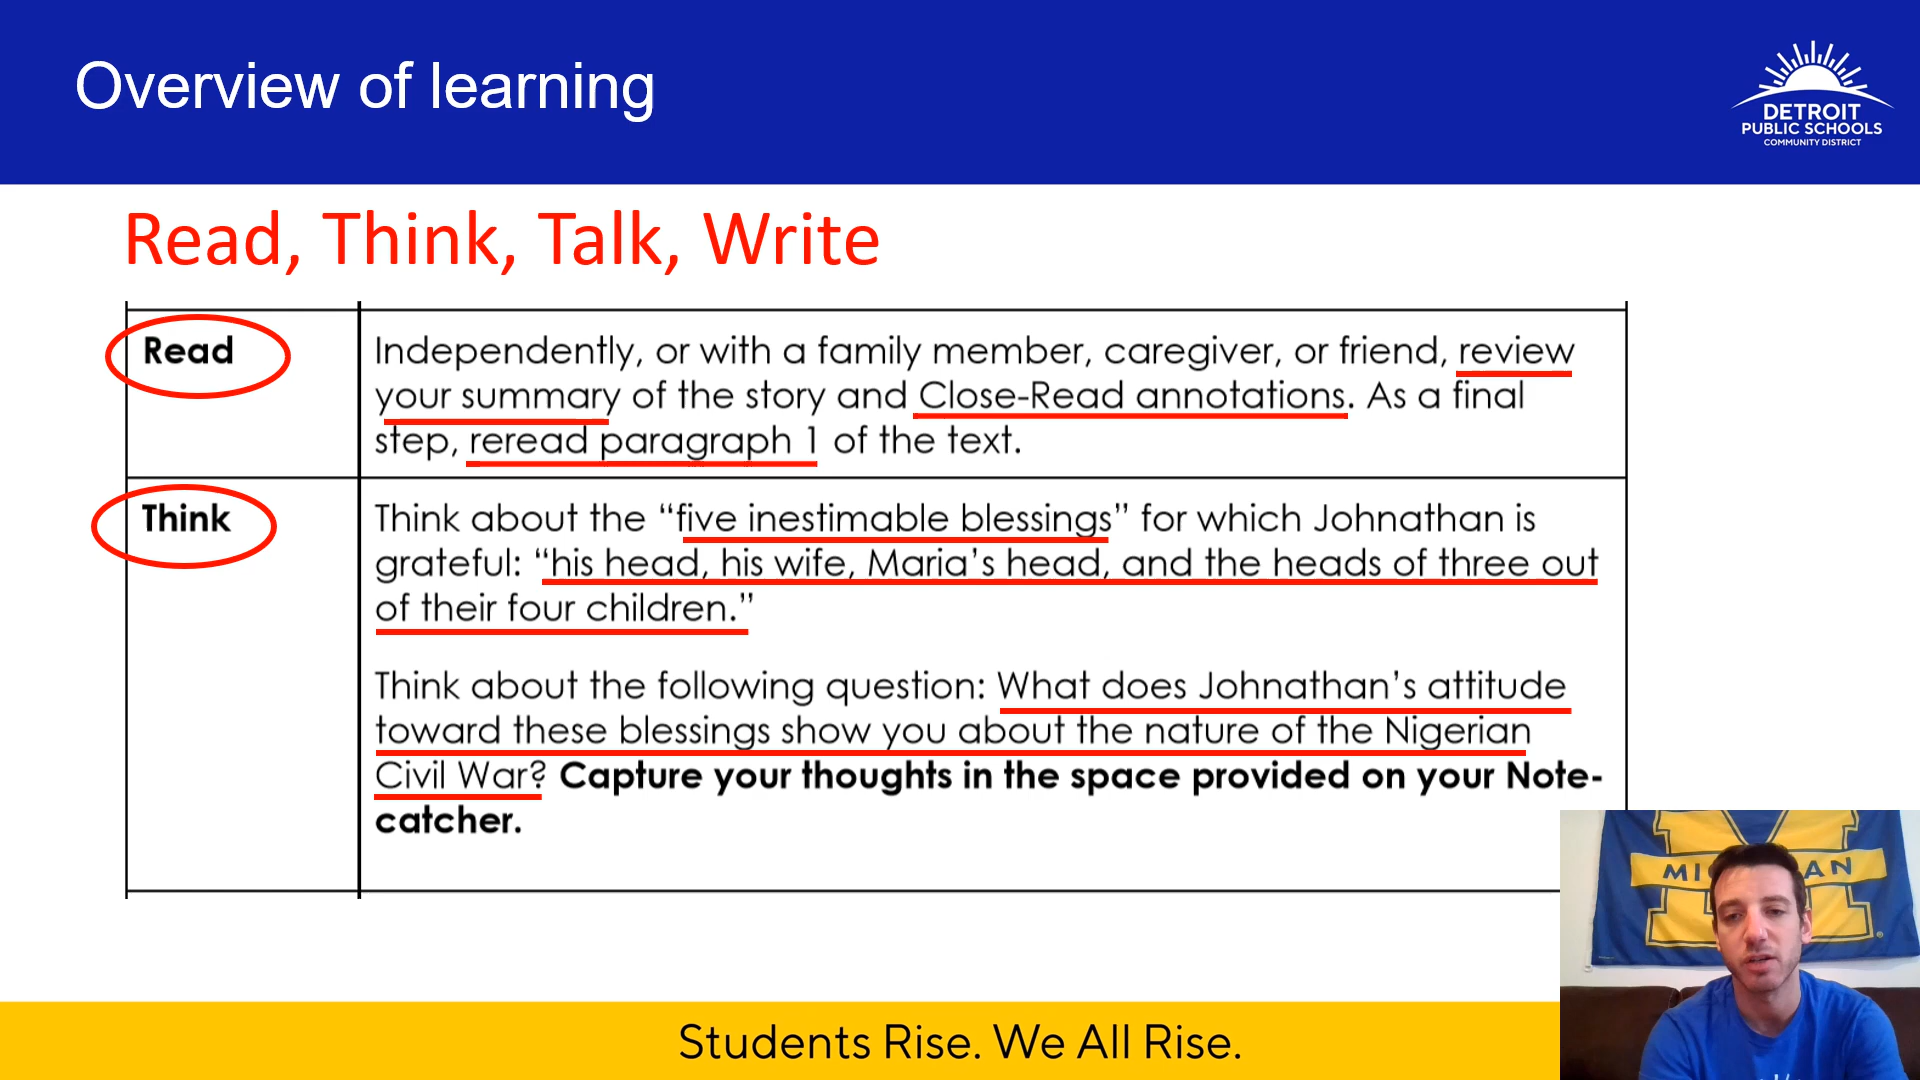 Overview of learning
DETROIT
PUBLIC SCHOOLS
COMMUNITY DISTRICT
Read, Think, Talk, Write
Read
Independently, or with a family member, caregiver, or friend, review
your summary of the story and Close-Read annotations. As a final
step, reread paragraph 1 of the text.
Think
Think about the “five inestimable blessings” for which Johnathan is
grateful: “his head, his wife, Maria’s head, and the heads of three out
of their four children.”
Think about the following question: What does Johnathan’s attitude
toward these blessings show you about the nature of the Nigerian
Civil War? Capture your thoughts in the space provided on your Note-
catcher.
MI AN
Students Rise. We All Rise.